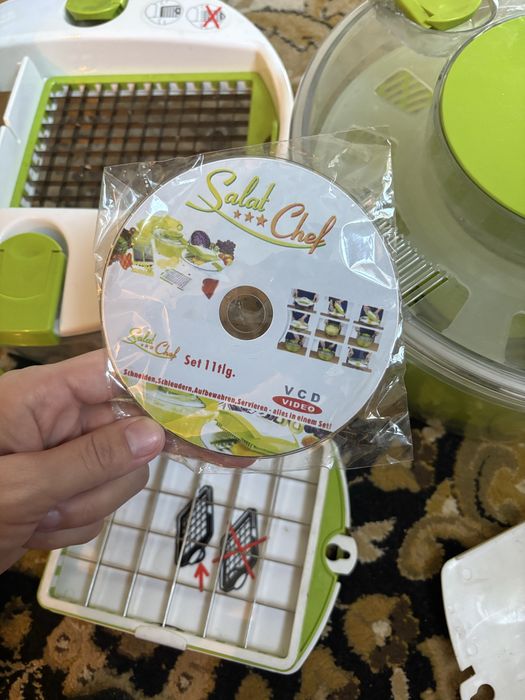 Salat
Chef
Salat
Chef
Set 11tlg.
VCD
VIDEO
Schneiden,Schleudern,Aufbewahren,Servieren - alles in einem Set!